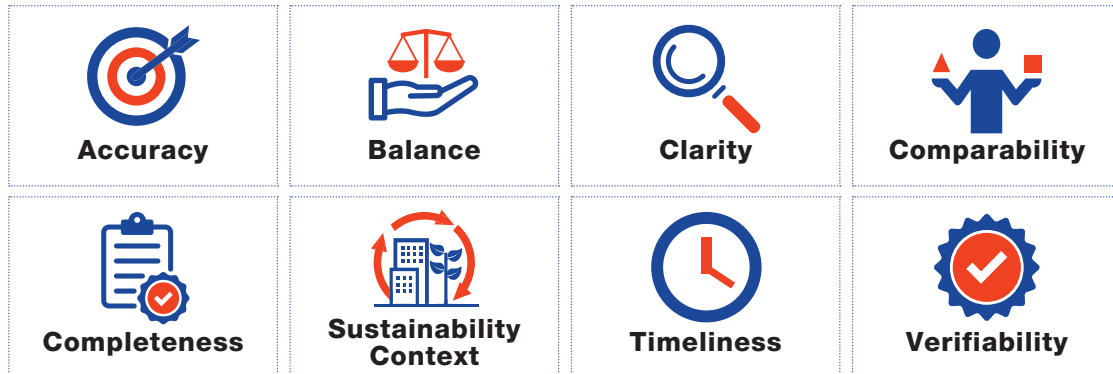 Accuracy
Balance
Clarity
Comparability
Completeness
Sustainability
Context
Timeliness
Verifiability